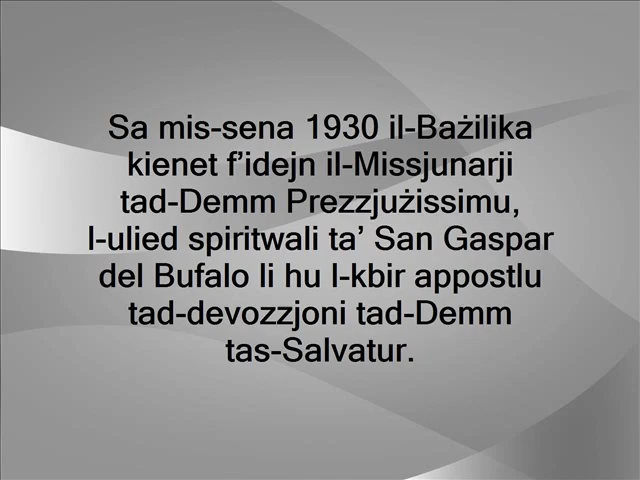 Sa mis-sena 1930 il-Bażilika
kienet f’idejn il-Missjunarji
tad-Demm Prezzjużissimu,
l-ulied spiritwali ta’ San Gaspar
del Bufalo li hu l-kbir appostlu
tad-devozzjoni tad-Demm
tas-Salvatur.